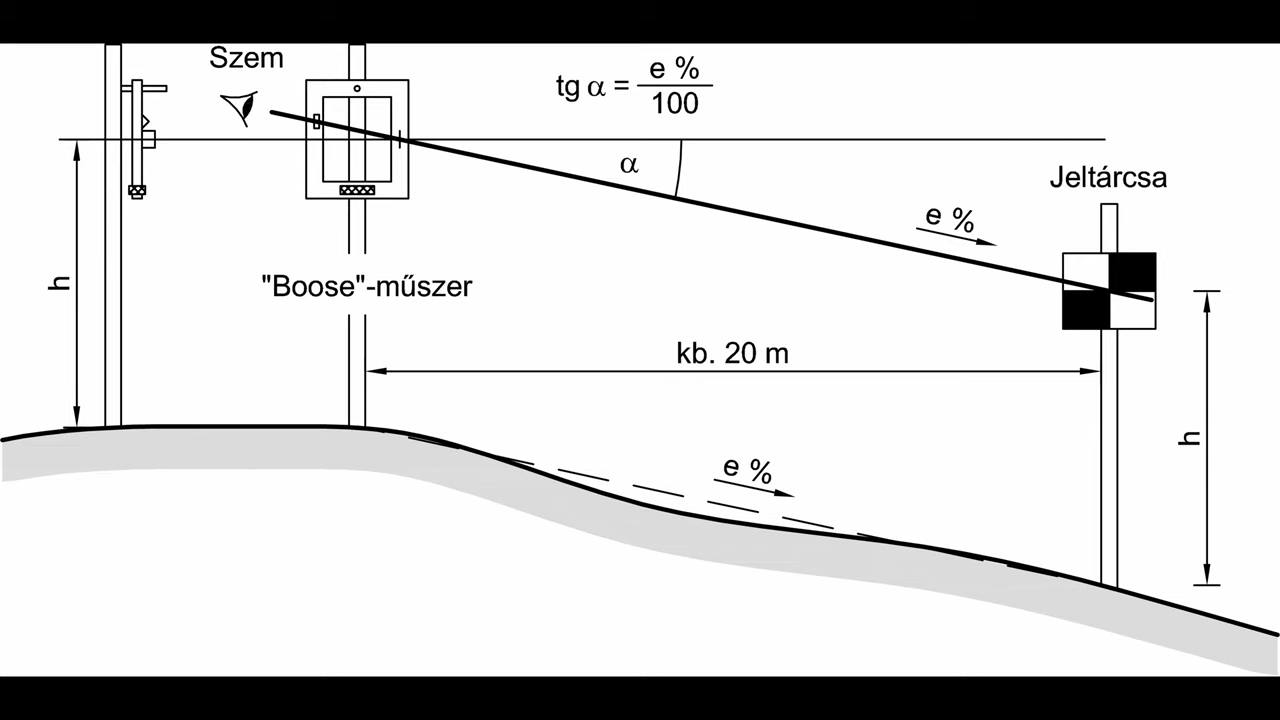 Szem
tg α = e % / 100
α
Jeltárcsa
e %
h
"Boose"-műszer
kb. 20 m
h
e %